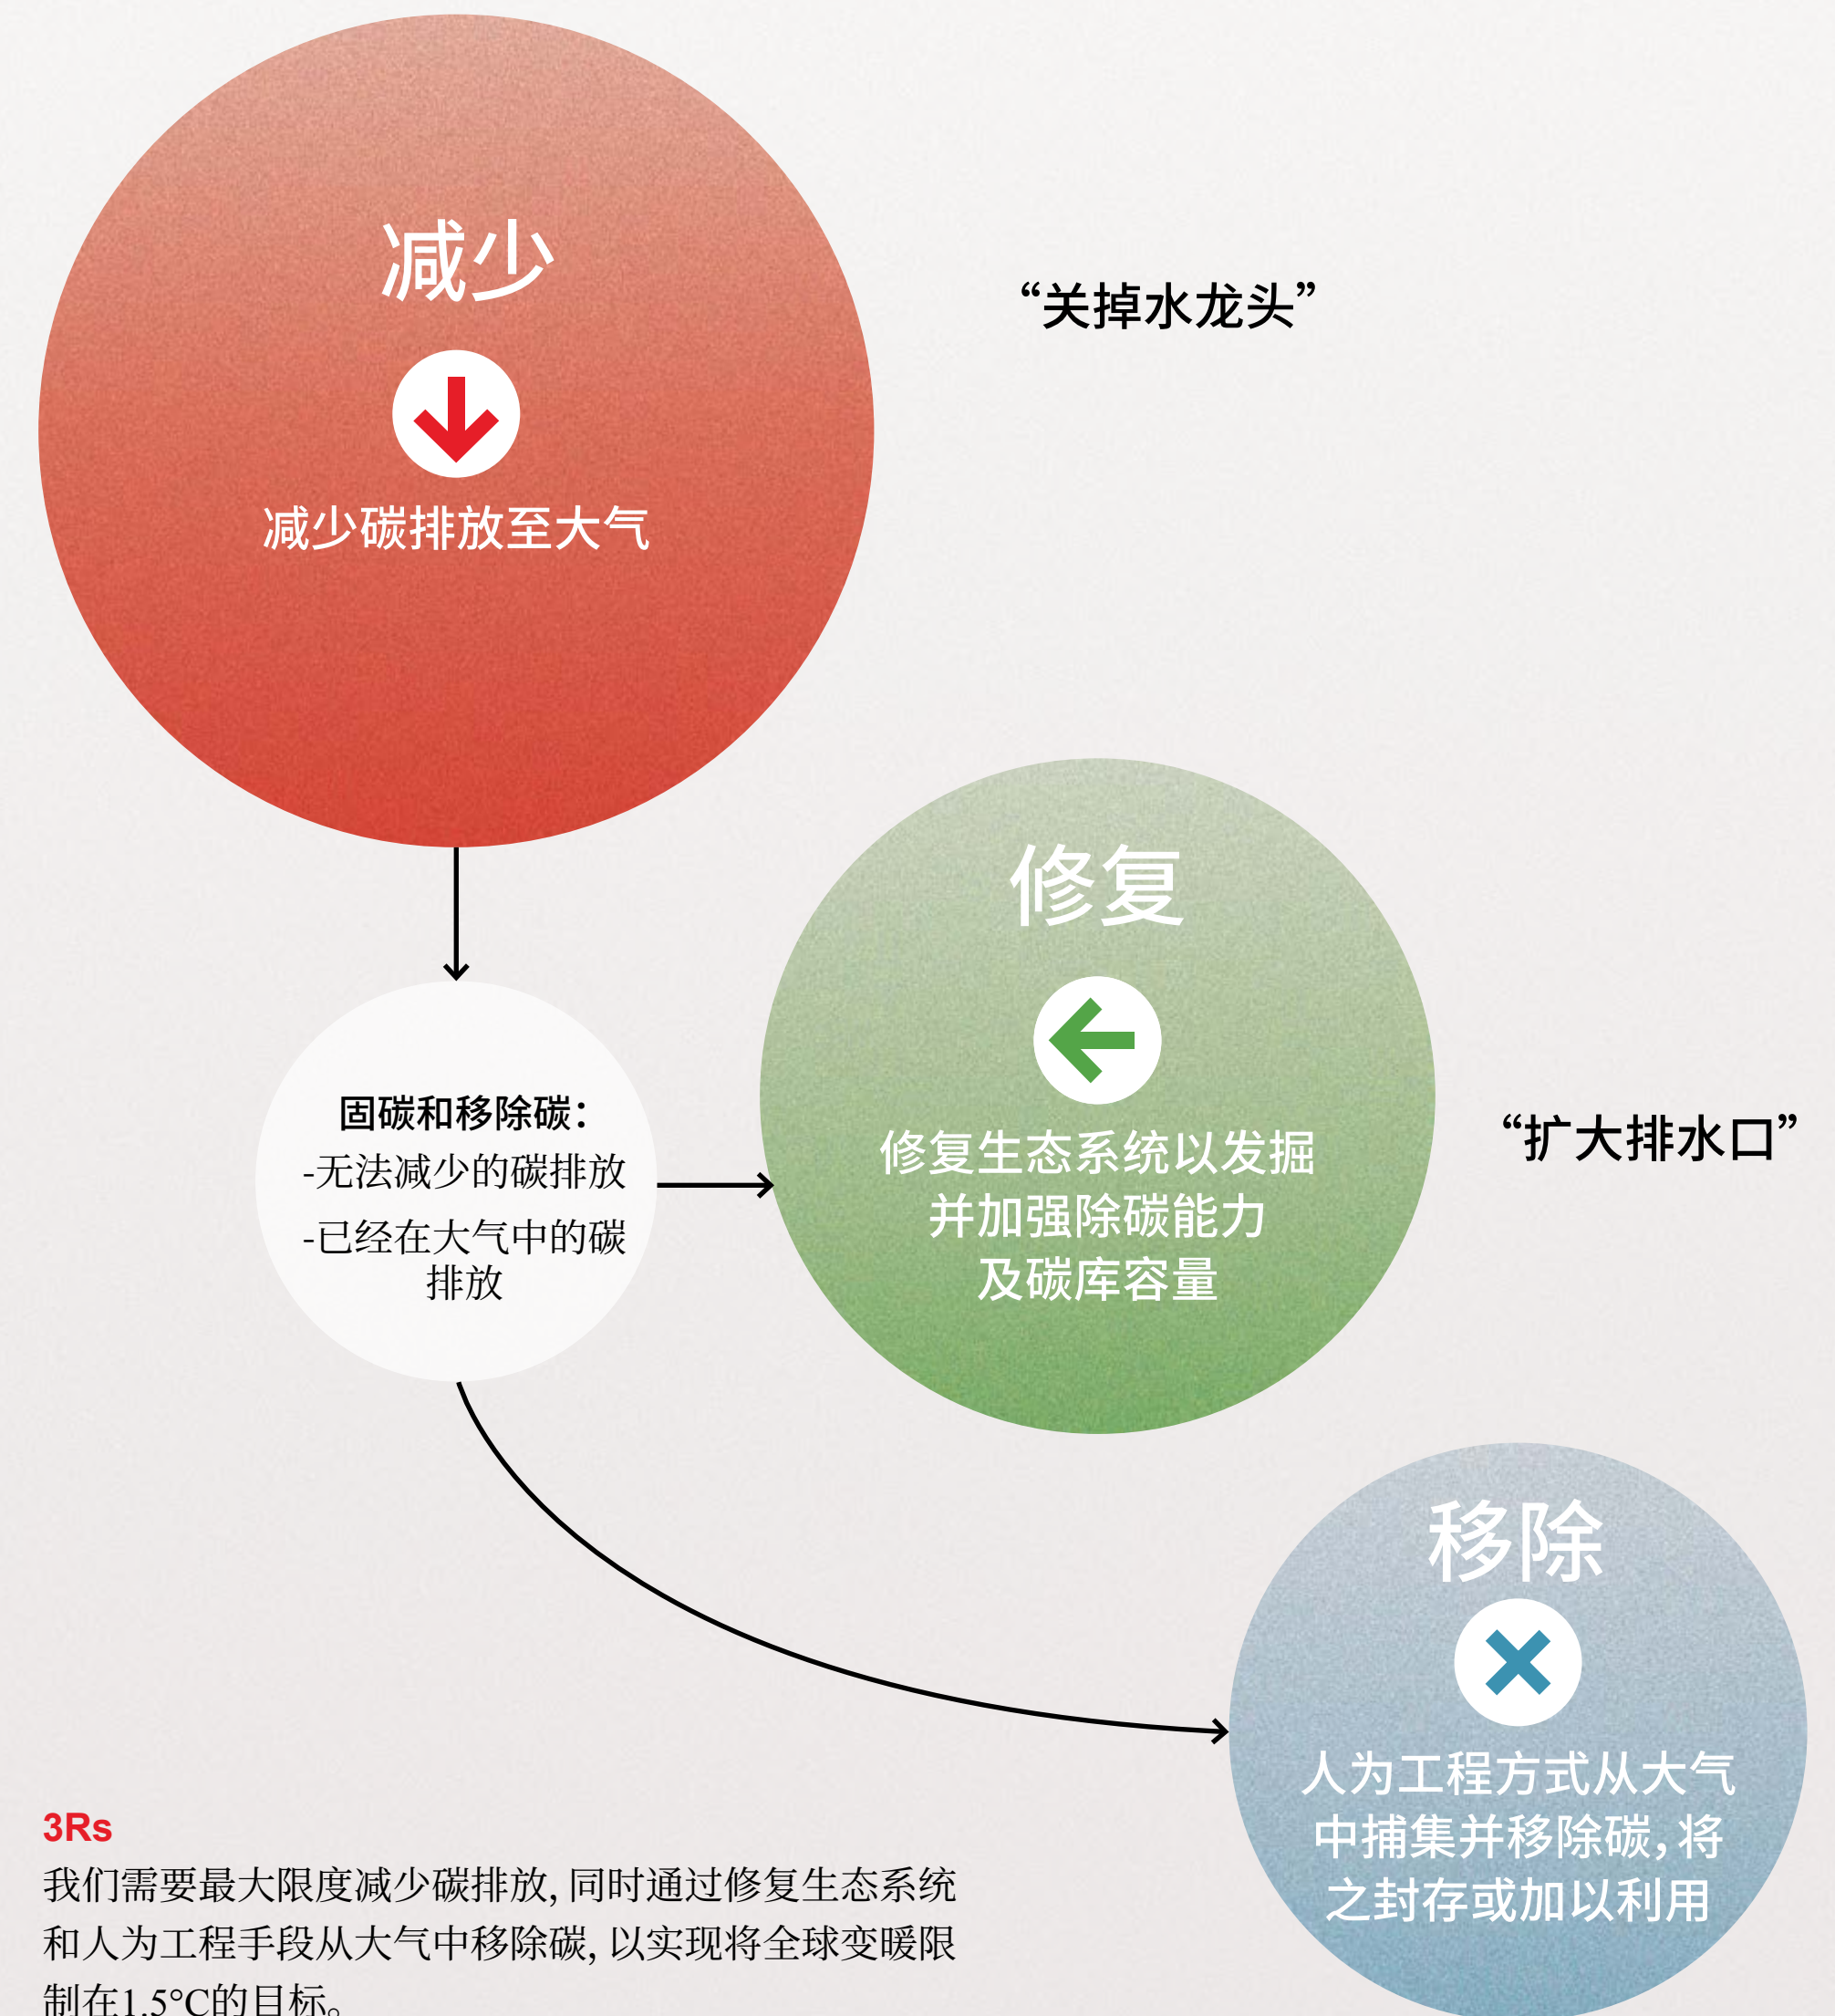 减少
“关掉水龙头”
减少碳排放至大气
修复
固碳和移除碳：
-无法减少的碳排放
-已经在大气中的碳
排放
修复生态系统以发掘
并加强除碳能力
及碳库容量
“扩大排水口”
移除
人为工程方式从大气
中捕集并移除碳，将
之封存或加以利用
3Rs
我们需要最大限度减少碳排放，同时通过修复生态系统
和人为工程手段从大气中移除碳，以实现将全球变暖限
制在1.5°C的目标。